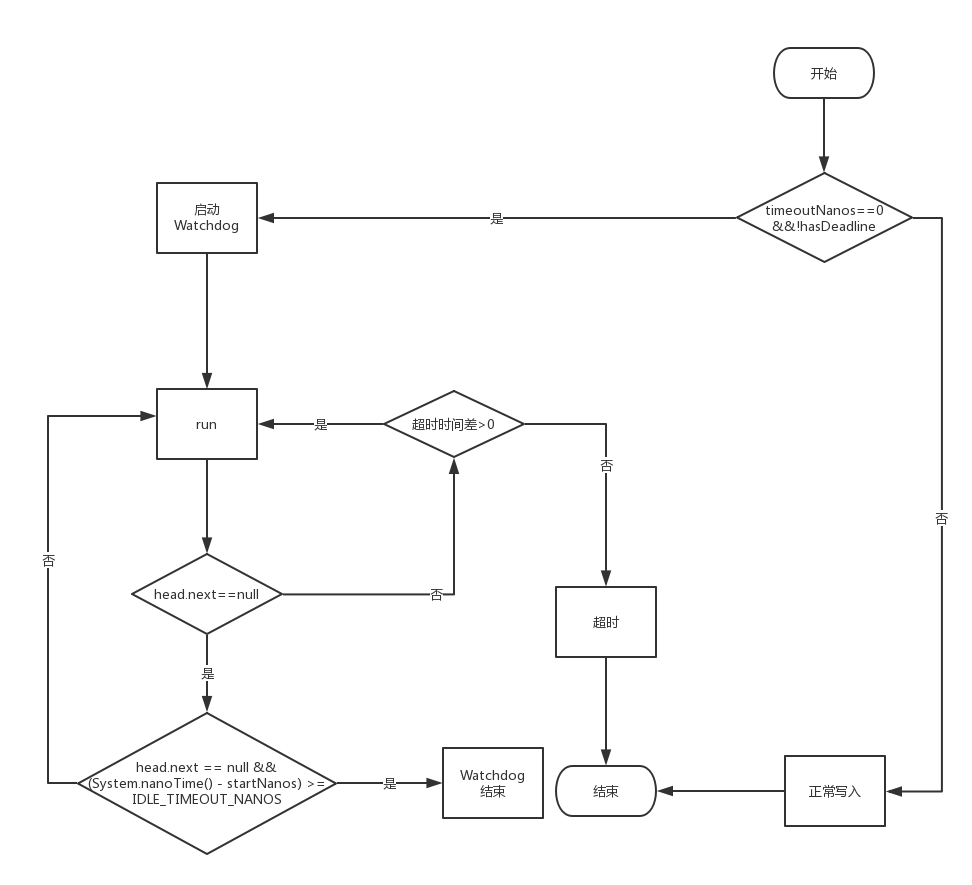 开始
timeoutNanos==0
&&!hasDeadline
是
启动
Watchdog
run
是
超时时间差>0
否
否
否
head.next==null
否
超时
是
head.next == null &&
(System.nanoTime() - startNanos) >=
IDLE_TIMEOUT_NANOS
是
Watchdog
结束
结束
正常写入